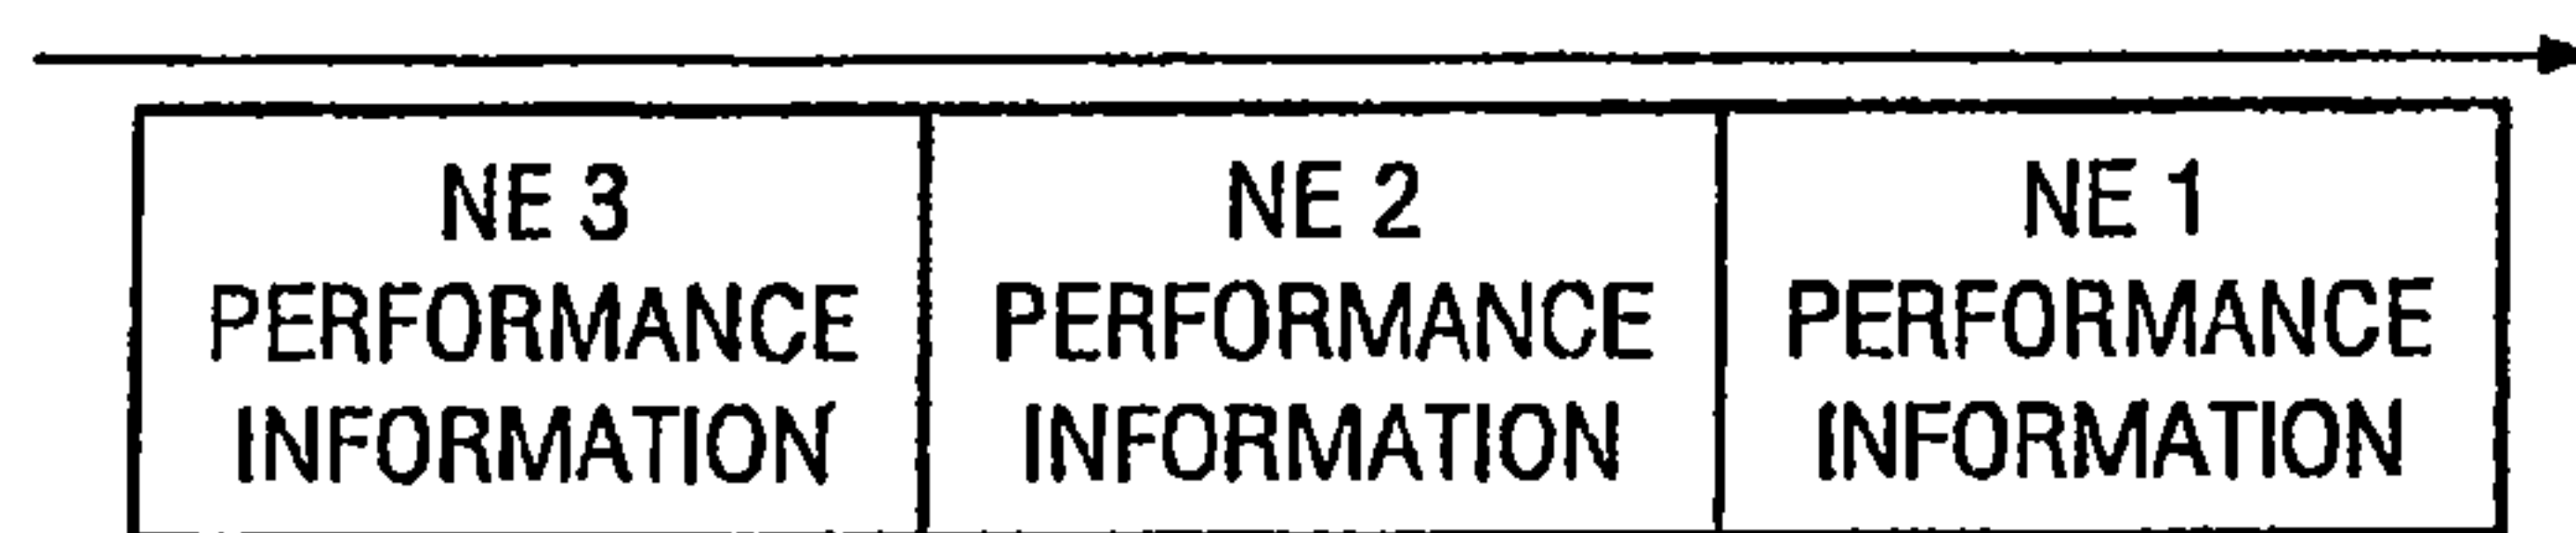 NE 3
PERFORMANCE
INFORMATION
NE 2
PERFORMANCE
INFORMATION
NE 1
PERFORMANCE
INFORMATION